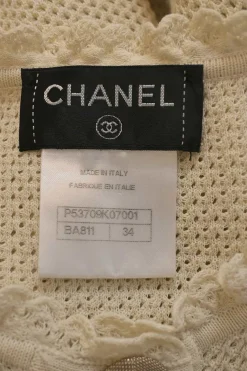 CHANEL
MADE IN ITALY
FABRIQUÉ EN ITALIE
P53709K07001
BA811 34